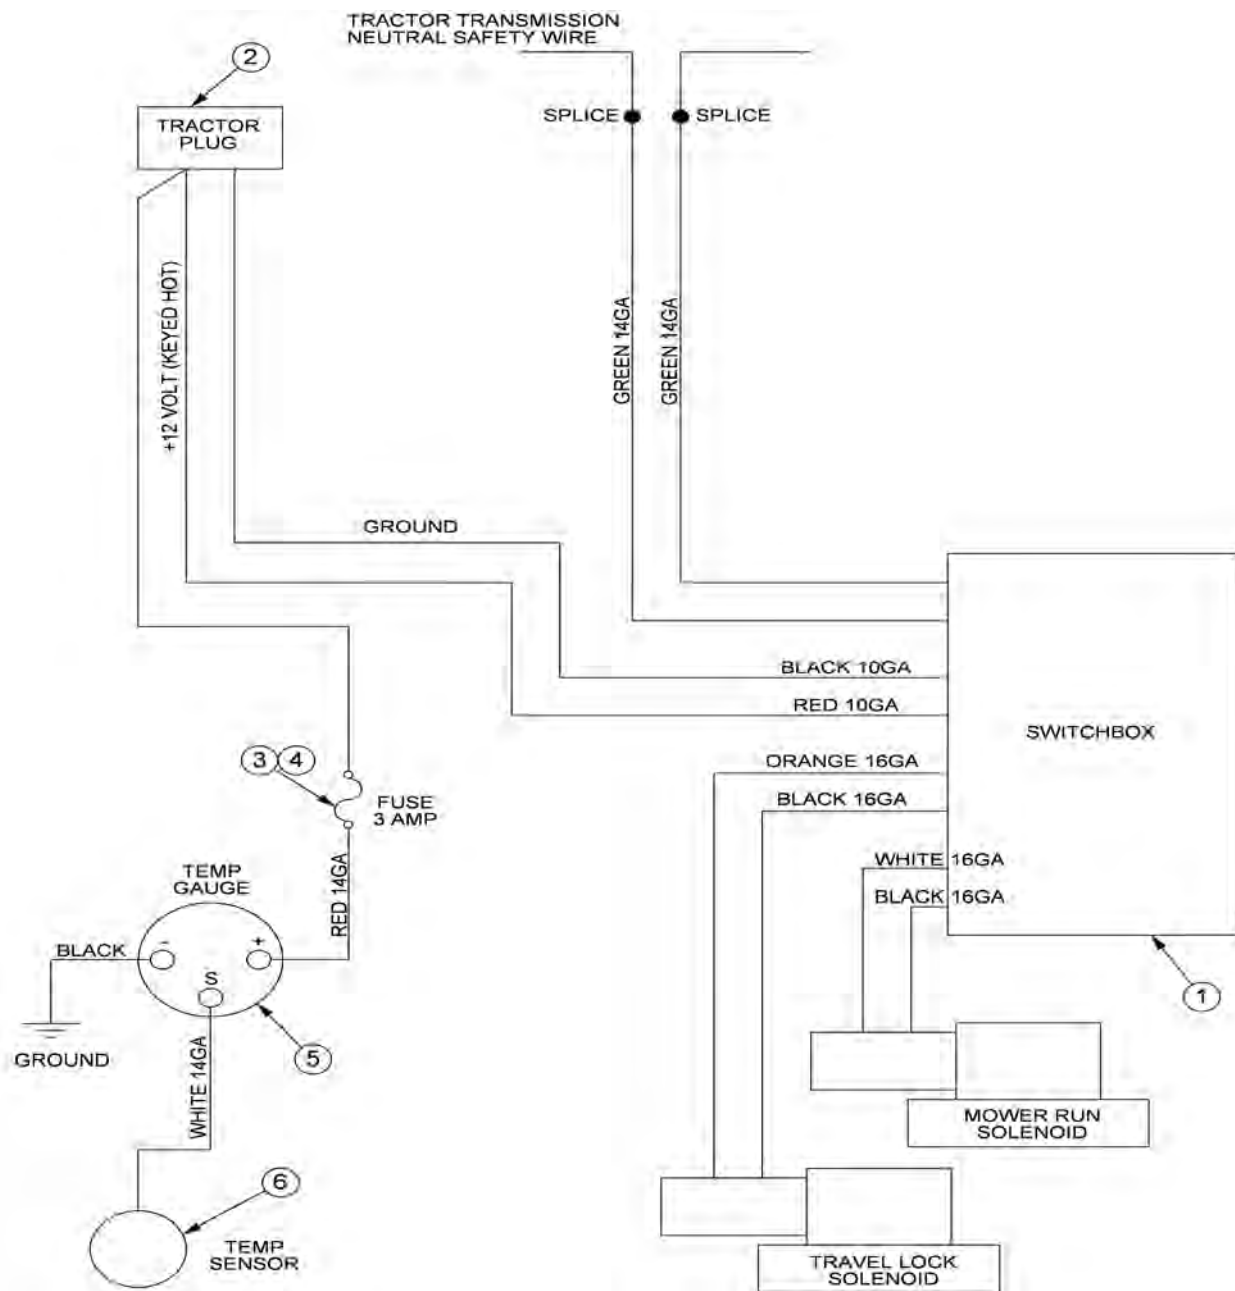 TRACTOR TRANSMISSION
NEUTRAL SAFETY WIRE
2
TRACTOR
PLUG
SPLICE
SPLICE
+12 VOLT (KEYED HOT)
GREEN 14GA
GREEN 14GA
GROUND
BLACK 10GA
RED 10GA
SWITCHBOX
ORANGE 16GA
BLACK 16GA
WHITE 16GA
BLACK 16GA
1
3
4
FUSE
3 AMP
RED 14GA
TEMP
GAUGE
BLACK
-
+
S
GROUND
5
WHITE 14GA
MOWER RUN
SOLENOID
6
TEMP
SENSOR
TRAVEL LOCK
SOLENOID